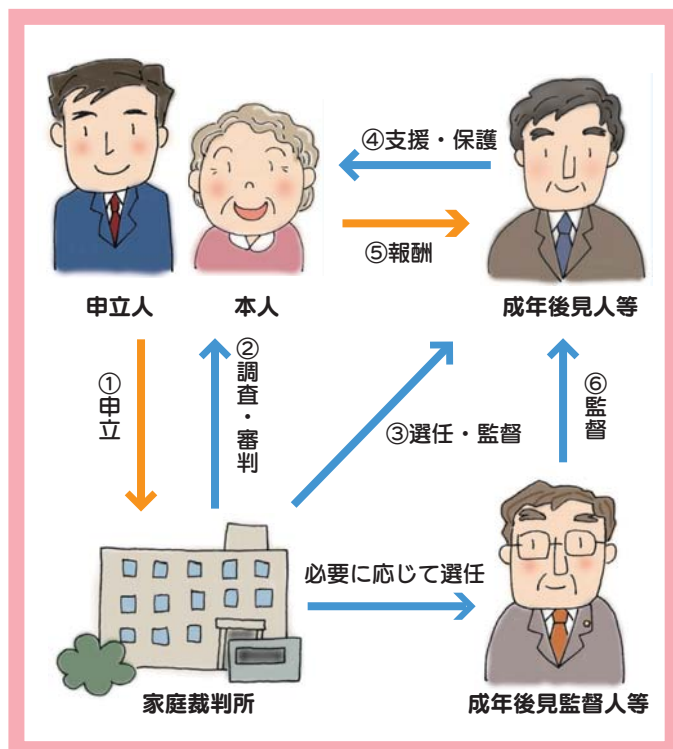 ④支援・保護
⑤報酬
申立人
本人
成年後見人等
①申立
②調査・審判
③選任・監督
⑥監督
必要に応じて選任
家庭裁判所
成年後見監督人等